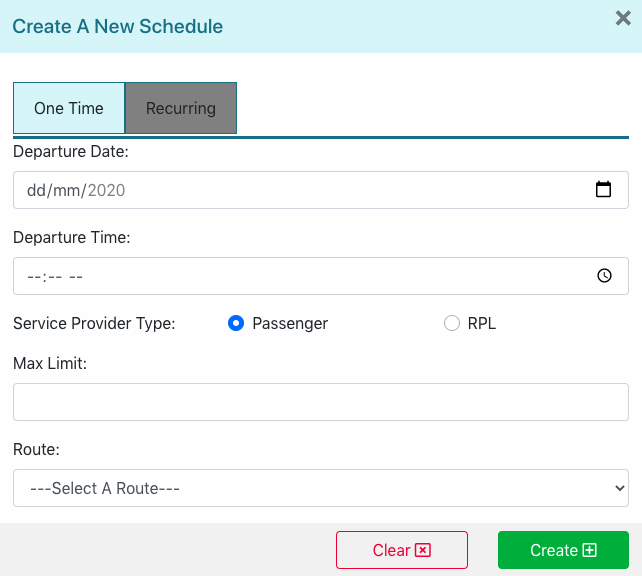 Create A New Schedule
One Time Recurring
Departure Date:
dd/mm/2020
Departure Time:
--:-- --
Service Provider Type: Passenger RPL
Max Limit:
Route:
---Select A Route---
Clear Create